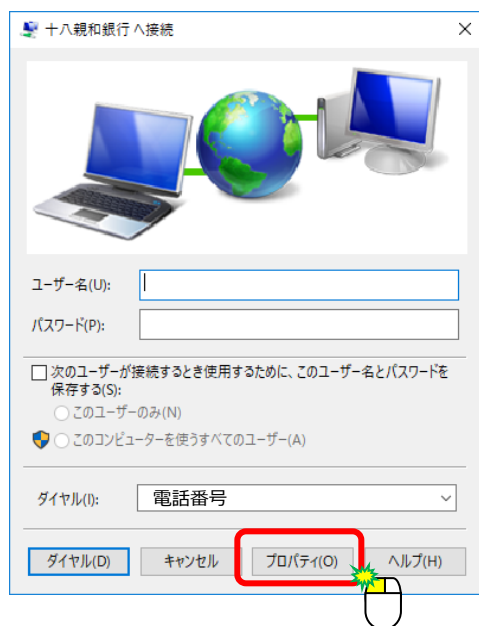 十八親和銀行 へ接続
ユーザー名(U):
パスワード(P):
次のユーザーが接続するとき使用するために、このユーザー名とパスワードを
保存する(S):
このユーザーのみ(N)
このコンピューターを使うすべてのユーザー(A)
ダイヤル(I): 電話番号
ダイヤル(D) キャンセル プロパティ(O) ヘルプ(H)